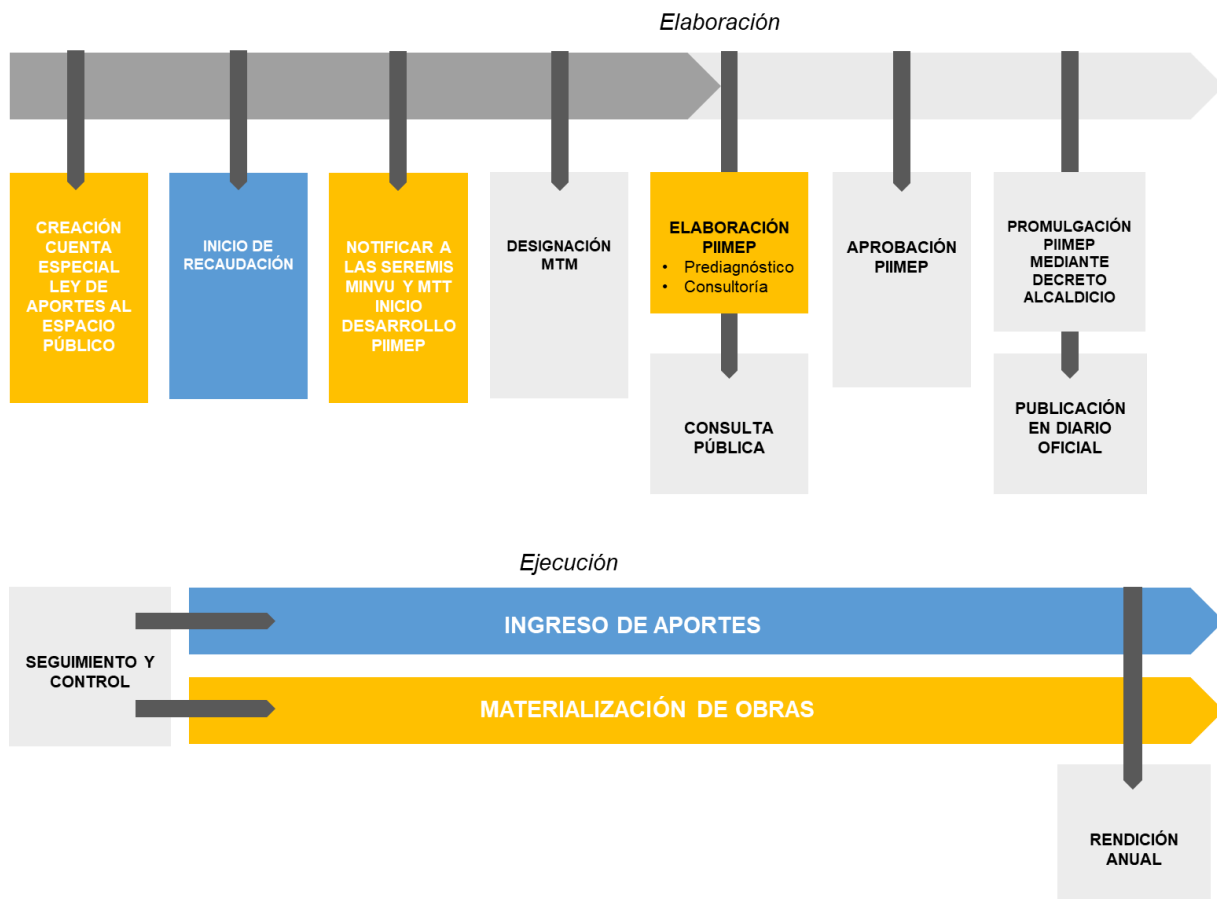 Elaboración
CREACIÓN
CUENTA
ESPECIAL
LEY DE
APORTES AL
ESPACIO
PÚBLICO
INICIO DE
RECAUDACIÓN
NOTIFICAR A
LAS SEREMIS
MINVU Y MTT
INICIO
DESARROLLO
PIIMEP
DESIGNACIÓN
MTM
ELABORACIÓN
PIIMEP
• Prediagnóstico
• Consultoría
CONSULTA
PÚBLICA
APROBACIÓN
PIIMEP
PROMULGACIÓN
PIIMEP
MEDIANTE
DECRETO
ALCALDICIO
PUBLICACIÓN
EN DIARIO
OFICIAL
Ejecución
SEGUIMIENTO Y
CONTROL
INGRESO DE APORTES
MATERIALIZACIÓN DE OBRAS
RENDICIÓN
ANUAL